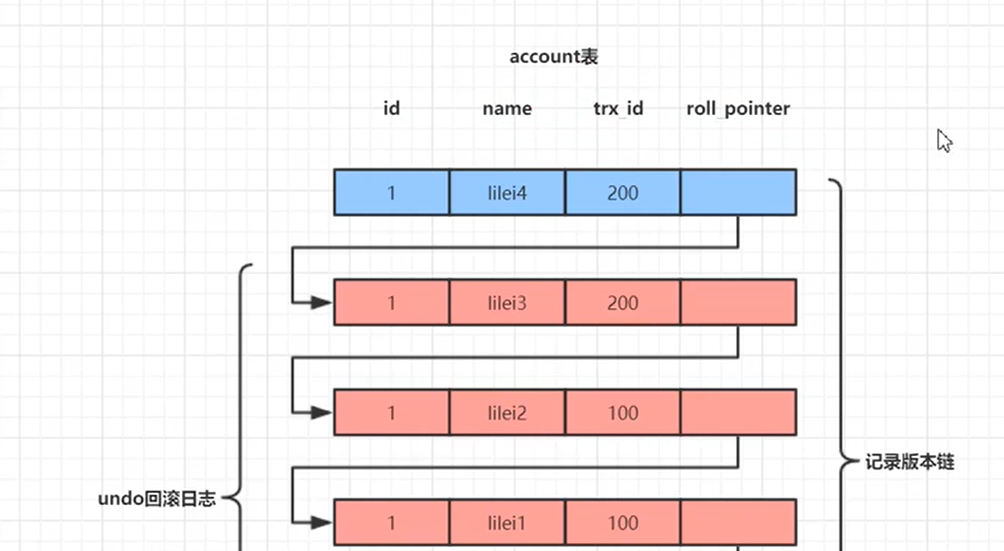 account表
id name trx_id roll_pointer
1 lilei4 200
1 lilei3 200
1 lilei2 100
记录版本链
undo回滚日志
1 lilei1 100